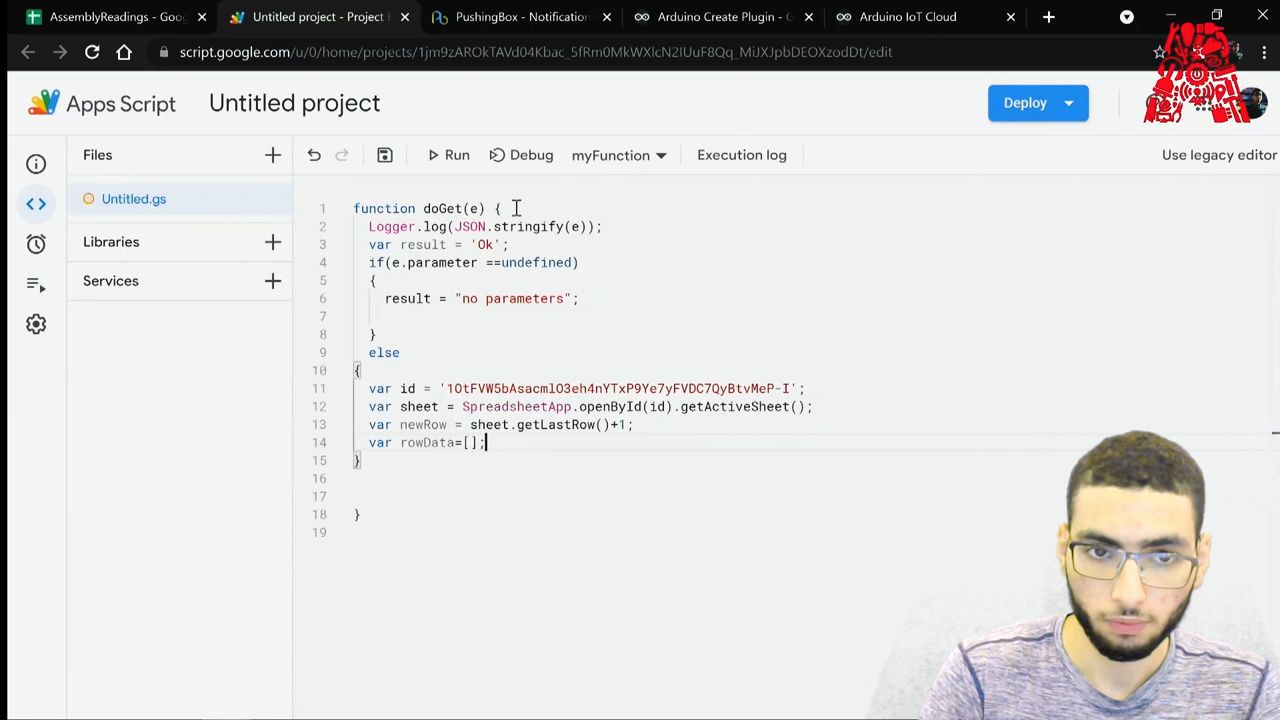 AssemblyReadings - Goog
Untitled project - Project E
PushingBox - Notification
Arduino Create Plugin - G
Arduino IoT Cloud
script.google.com/u/0/home/projects/
Apps Script
Untitled project
Deploy
Files
Run
Debug
myFunction
Execution log
Use legacy editor
Untitled.gs
Libraries
Services
1 function doGet(e) {
2 Logger.log(JSON.stringify(e));
3 var result = 'Ok';
4 if(e.parameter ==undefined)
5 {
6 result = "no parameters";
7
8 }
9 else
10 {
11 var id = '1OtFVW5bAsacmlO3eh4nYTxP9Ye7yFVDC7QyBtvMeP-I';
12 var sheet = SpreadsheetApp.openById(id).getActiveSheet();
13 var newRow = sheet.getLastRow()+1;
14 var rowData=[];
15 }
16
17
18 }
19